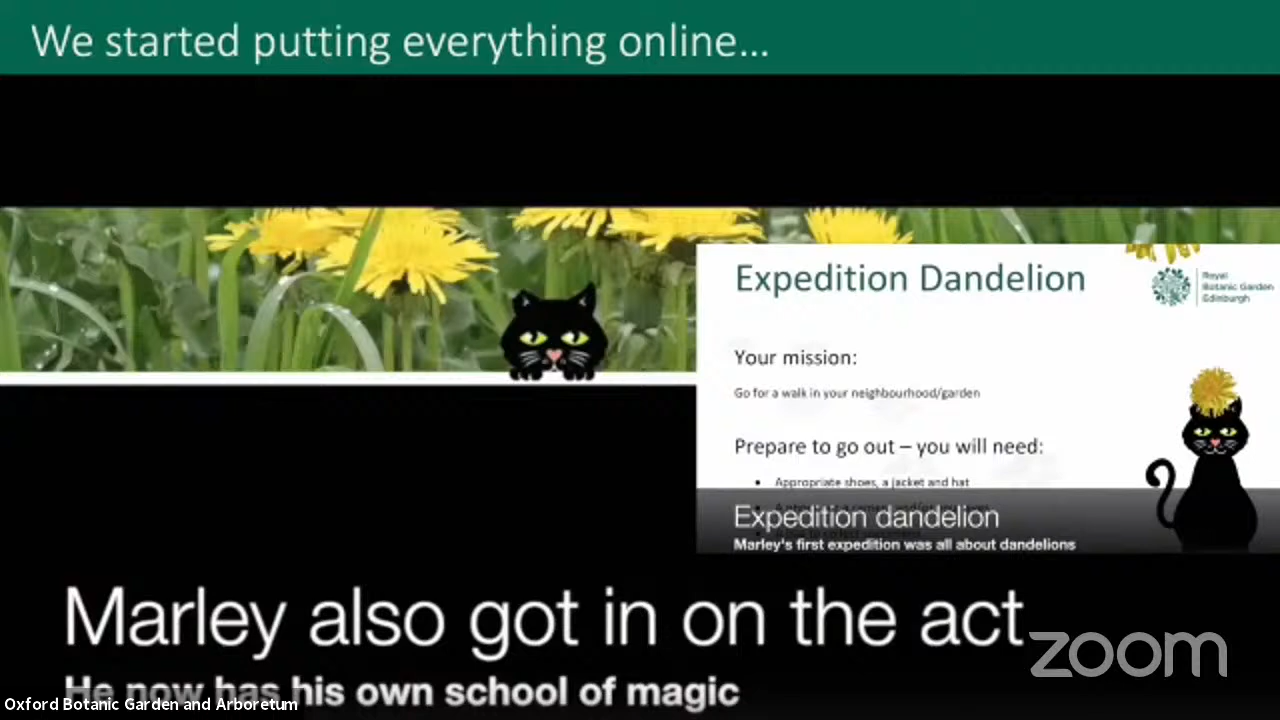 We started putting everything online...
Expedition Dandelion
Royal
Botanic Garden
Edinburgh
Your mission:
Go for a walk in your neighbourhood/garden
Prepare to go out – you will need:
• Appropriate shoes, a jacket and hat
Expedition dandelion
Marley's first expedition was all about dandelions
Marley also got in on the act
zoom
He now has his own school of magic
Oxford Botanic Garden and Arboretum